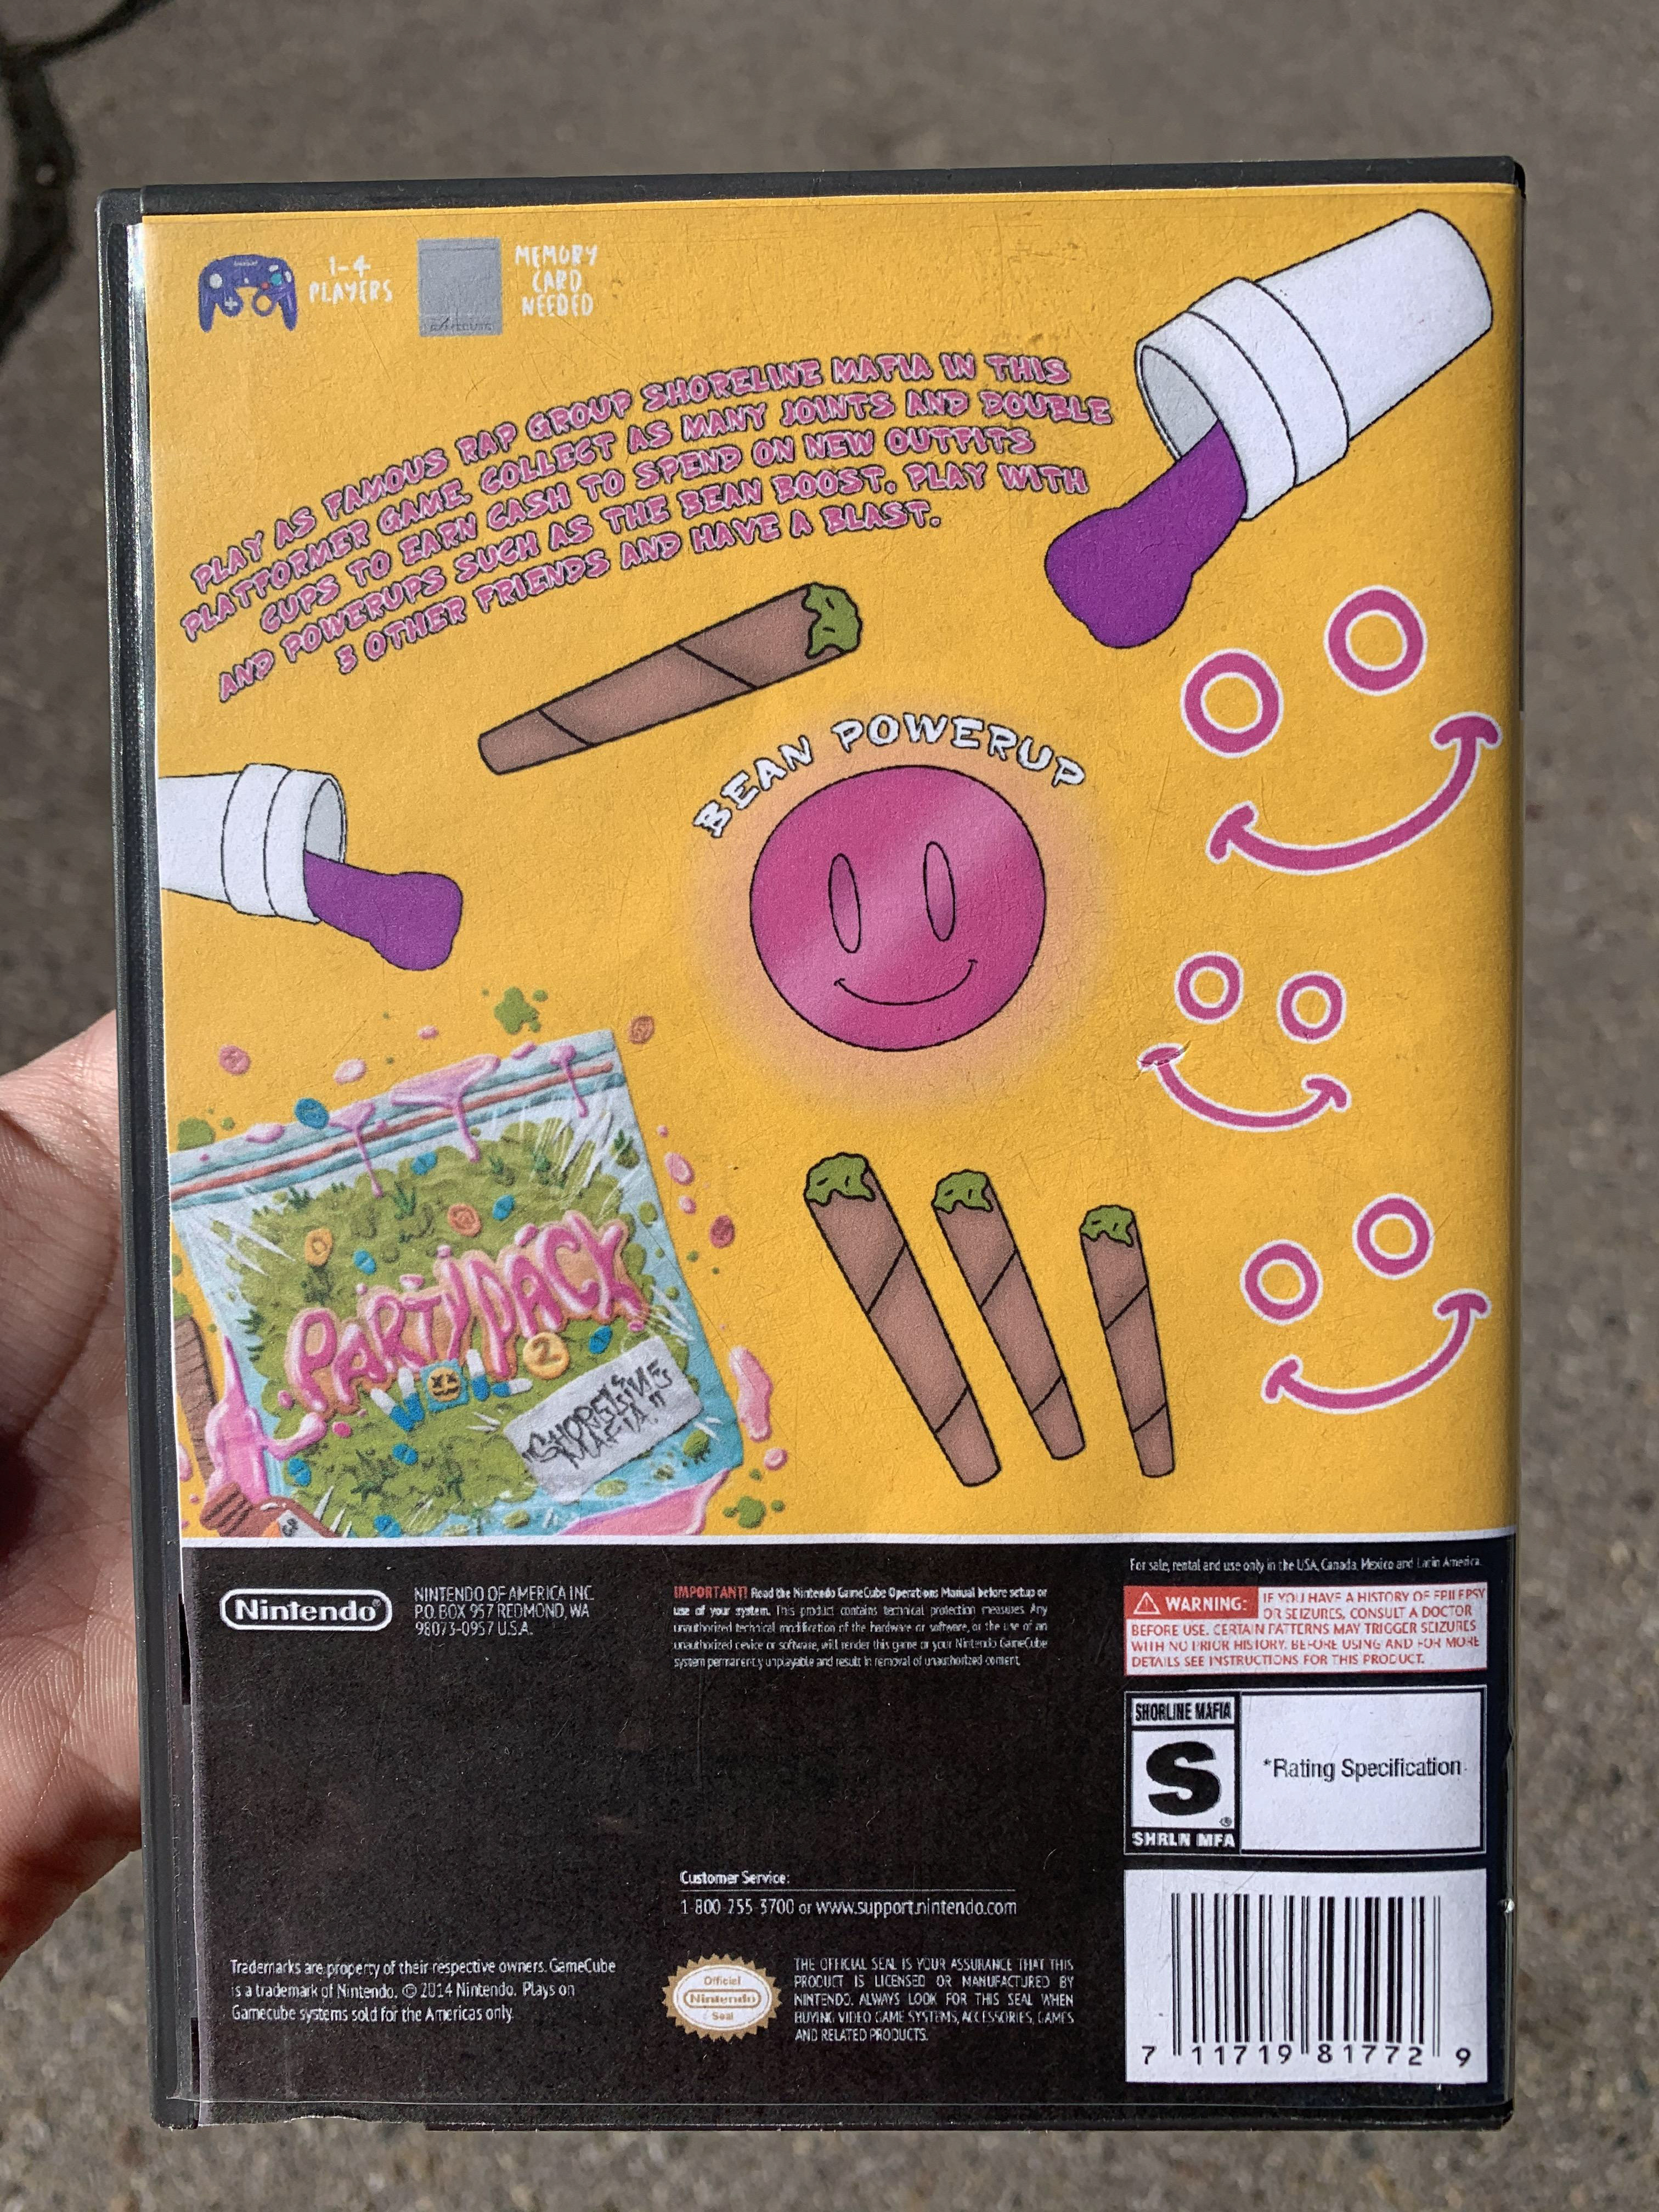 1-4
PLAYERS
MEMORY
CARD
NEEDED
GAMECUBE
PLAY AS FAMOUS RAP GROUP SHORELINE MAFIA IN THIS
PLATFORMER GAME. COLLECT AS MANY JOINTS AND DOUBLE
CUPS TO EARN CASH TO SPEND ON NEW OUTFITS
AND POWERUPS SUCH AS THE BEAN BOOST. PLAY WITH
3 OTHER FRIENDS AND HAVE A BLAST.
BEAN POWERUP
PARTYPACK
VOL. 2
"SHORELINE
MAFIA"
Nintendo
NINTENDO OF AMERICA INC
P.O. BOX 957 REDMOND, WA
98073-0957 U.S.A.
IMPORTANT! Read the Nintendo GameCube Operations Manual before setup or
use of your system. This product contains technical protection measures. Any
unauthorized technical modification of the hardware or software, or the use of an
unauthorized device or software, will render this game or your Nintendo GameCube
system permanently unplayable and result in removal of unauthorized content.
For sale, rental and use only in the USA, Canada, Mexico and Latin America.
WARNING: IF YOU HAVE A HISTORY OF EPILEPSY
OR SEIZURES, CONSULT A DOCTOR
BEFORE USE. CERTAIN PATTERNS MAY TRIGGER SEIZURES
WITH NO PRIOR HISTORY. BEFORE USING AND FOR MORE
DETAILS SEE INSTRUCTIONS FOR THIS PRODUCT.
SHORLINE MAFIA
S
SHRLN MFA
*Rating Specification
Customer Service:
1-800-255-3700 or www.support.nintendo.com
Trademarks are property of their respective owners. GameCube
is a trademark of Nintendo. © 2014 Nintendo. Plays on
Gamecube systems sold for the Americas only.
Official
Nintendo
Seal
THE OFFICIAL SEAL IS YOUR ASSURANCE THAT THIS
PRODUCT IS LICENSED OR MANUFACTURED BY
NINTENDO. ALWAYS LOOK FOR THIS SEAL WHEN
BUYING VIDEO GAME SYSTEMS, ACCESSORIES, GAMES
AND RELATED PRODUCTS.
7 11719 81772 9